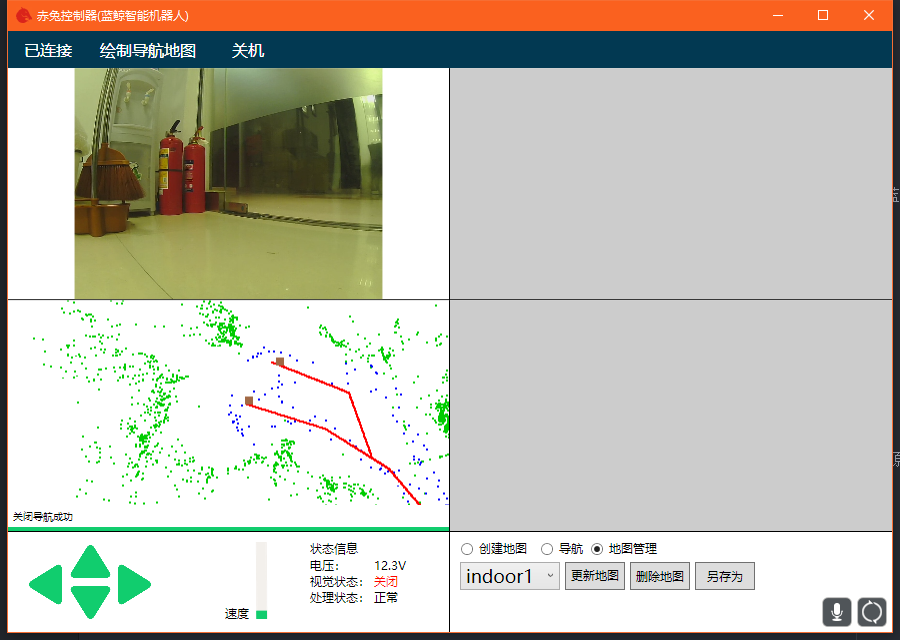 赤兔控制器(蓝鲸智能机器人)
已连接 绘制导航地图 关机
关闭导航成功
速度
状态信息
电压: 12.3V
视觉状态: 关闭
处理状态: 正常
创建地图 导航 地图管理
indoor1 更新地图 删除地图 另存为